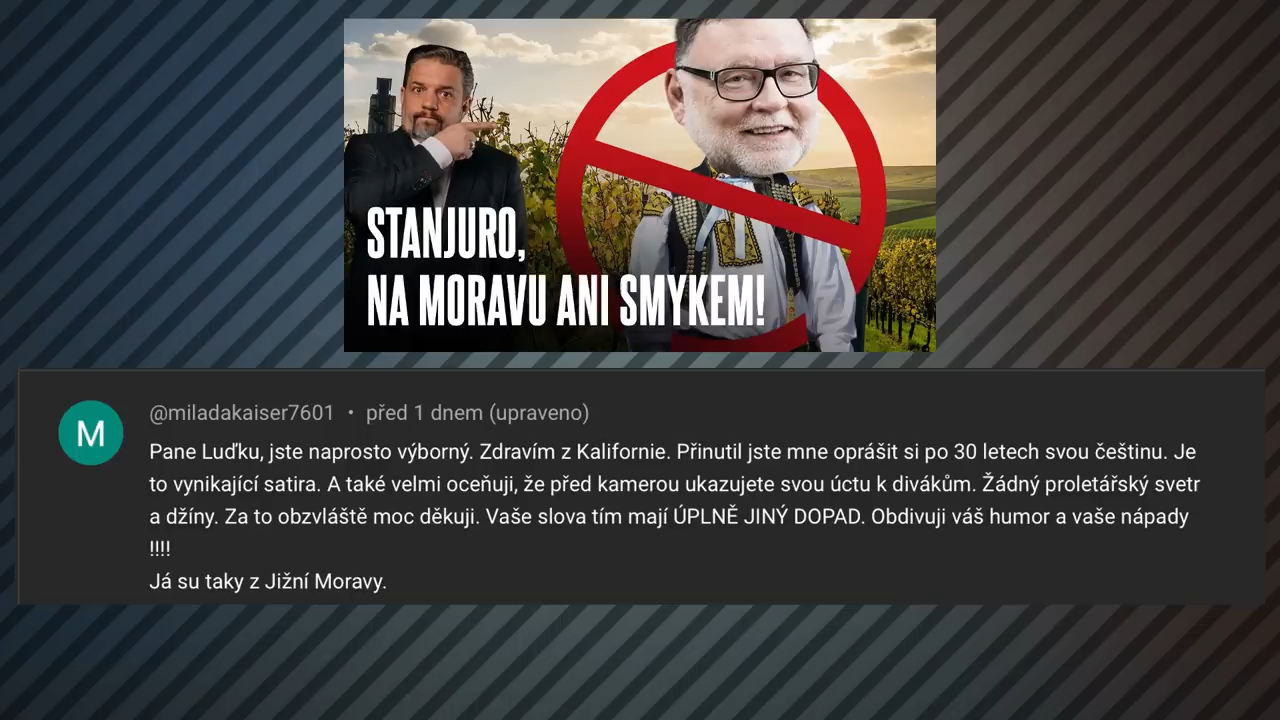 STANJURO,
NA MORAVU ANI SMYKEM!
M
@miladakaiser7601 • před 1 dnem (upraveno)
Pane Luďku, jste naprosto výborný. Zdravím z Kalifornie. Přinutil jste mne oprášit si po 30 letech svou češtinu. Je
to vynikající satira. A také velmi oceňuji, že před kamerou ukazujete svou úctu k divákům. Žádný proletářský svetr
a džíny. Za to obzvláště moc děkuji. Vaše slova tím mají ÚPLNĚ JINÝ DOPAD. Obdivuji váš humor a vaše nápady
!!!!
Já su taky z Jižní Moravy.